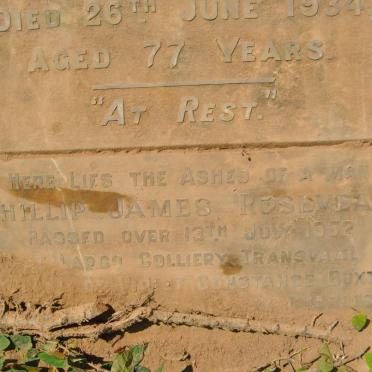 DIED 26TH JUNE 1934
AGED 77 YEARS.
"AT REST."
HERE LIES THE ASHES OF A MAN
PHILLIP JAMES
PASSED OVER 13TH JULY 1952
COLLIERY TRANSVAAL
CONSTANCE